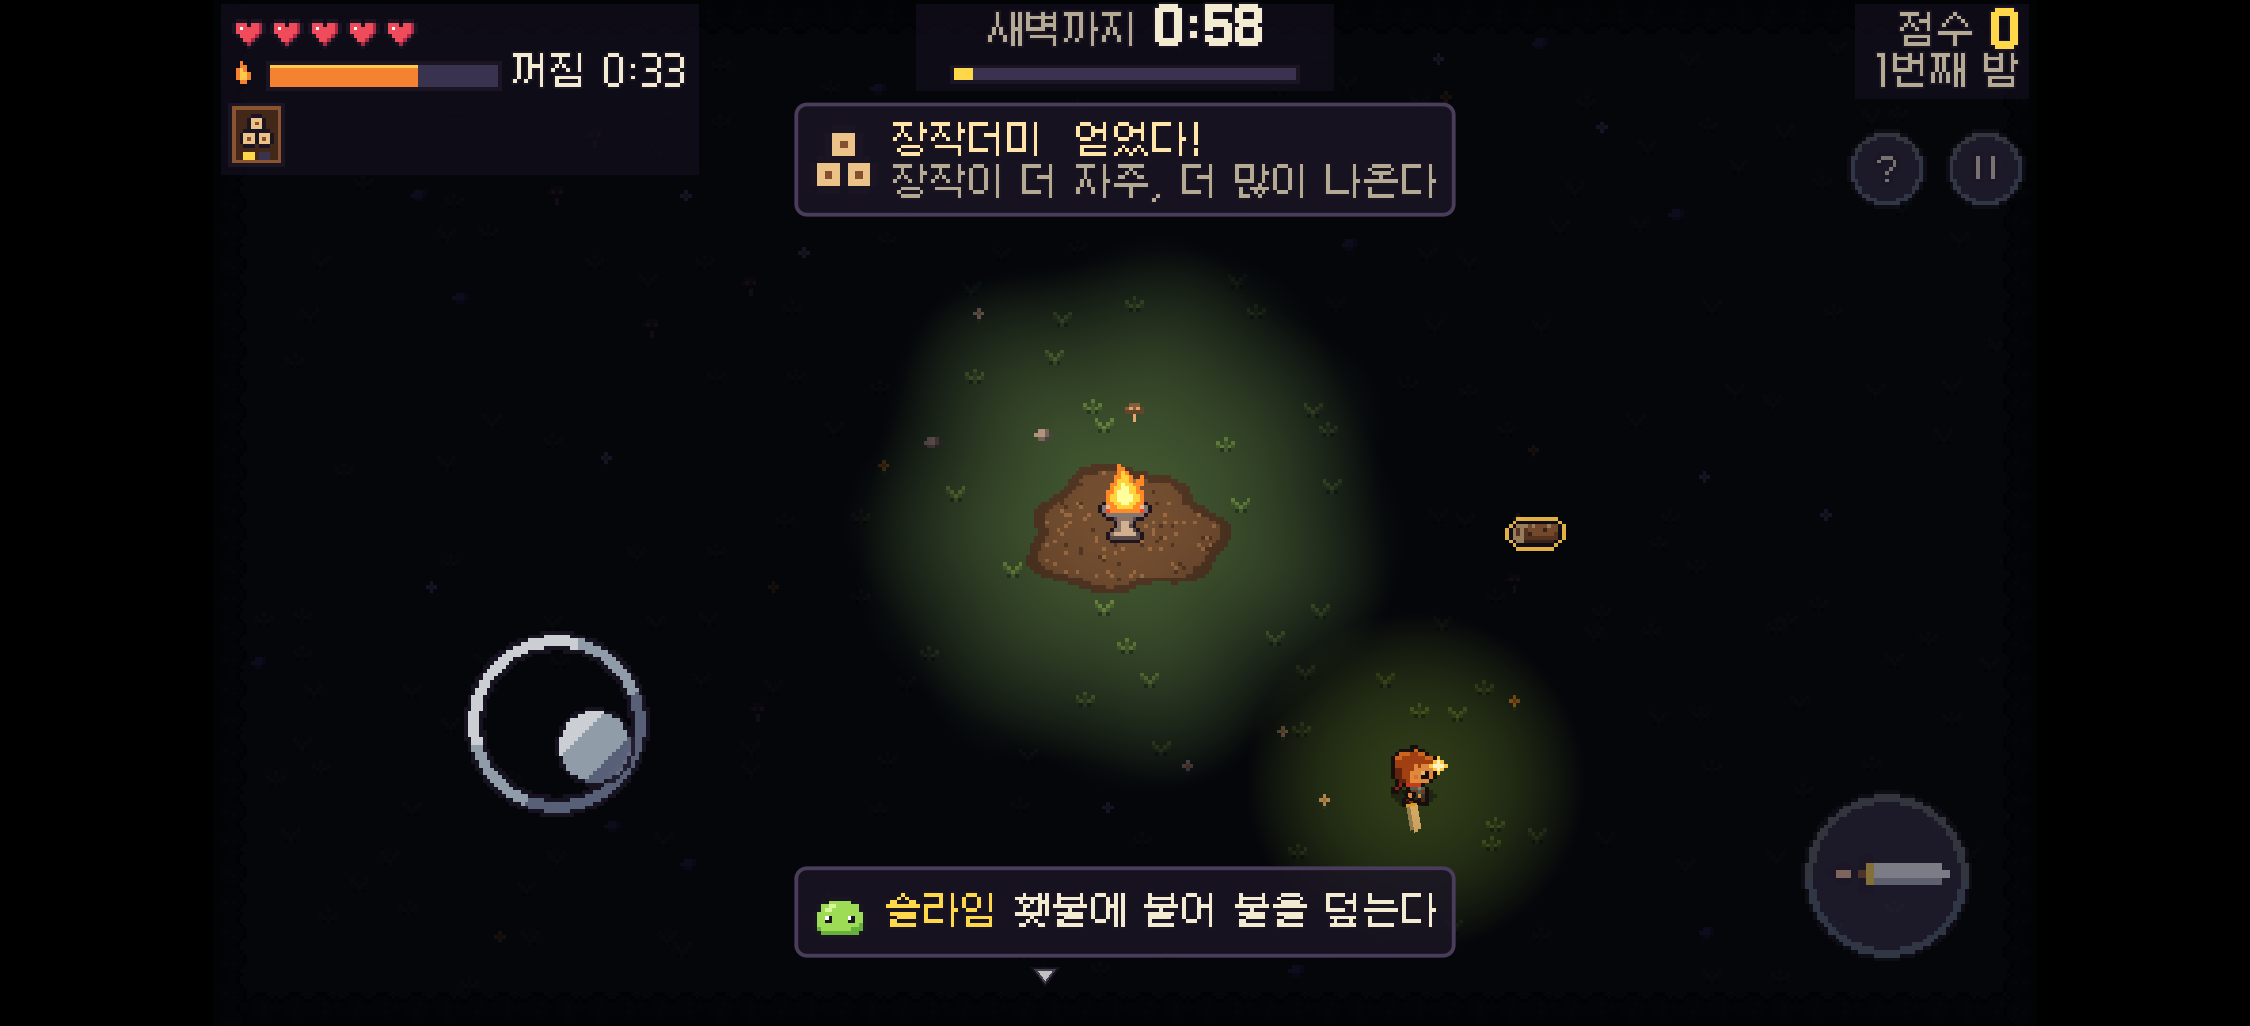 꺼짐 0:33
새벽까지 0:58
점수 0
1번째 밤
장작더미 얻었다!
장작이 더 자주, 더 많이 나온다
?
슬라임 횃불에 붙어 불을 덮는다